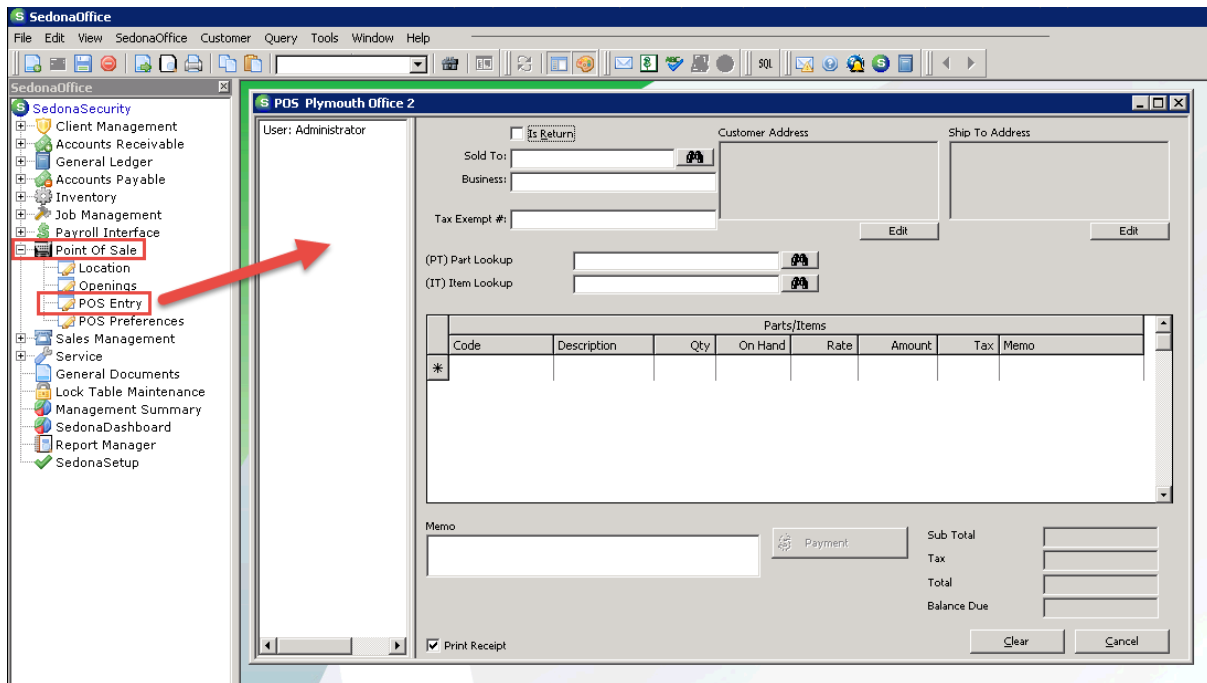 SedonaOffice
File Edit View SedonaOffice Customer Query Tools Window Help
SQL
SedonaOffice
SedonaSecurity
Client Management
Accounts Receivable
General Ledger
Accounts Payable
Inventory
Job Management
Payroll Interface
Point Of Sale
Location
Openings
POS Entry
POS Preferences
Sales Management
Service
General Documents
Lock Table Maintenance
Management Summary
SedonaDashboard
Report Manager
SedonaSetup
POS Plymouth Office 2
User: Administrator
Is Return
Customer Address
Ship To Address
Sold To:
Business:
Tax Exempt #:
Edit
Edit
(PT) Part Lookup
(IT) Item Lookup
Parts/Items
Code Description Qty On Hand Rate Amount Tax Memo
Memo
Payment
Sub Total
Tax
Total
Balance Due
Print Receipt
Clear
Cancel